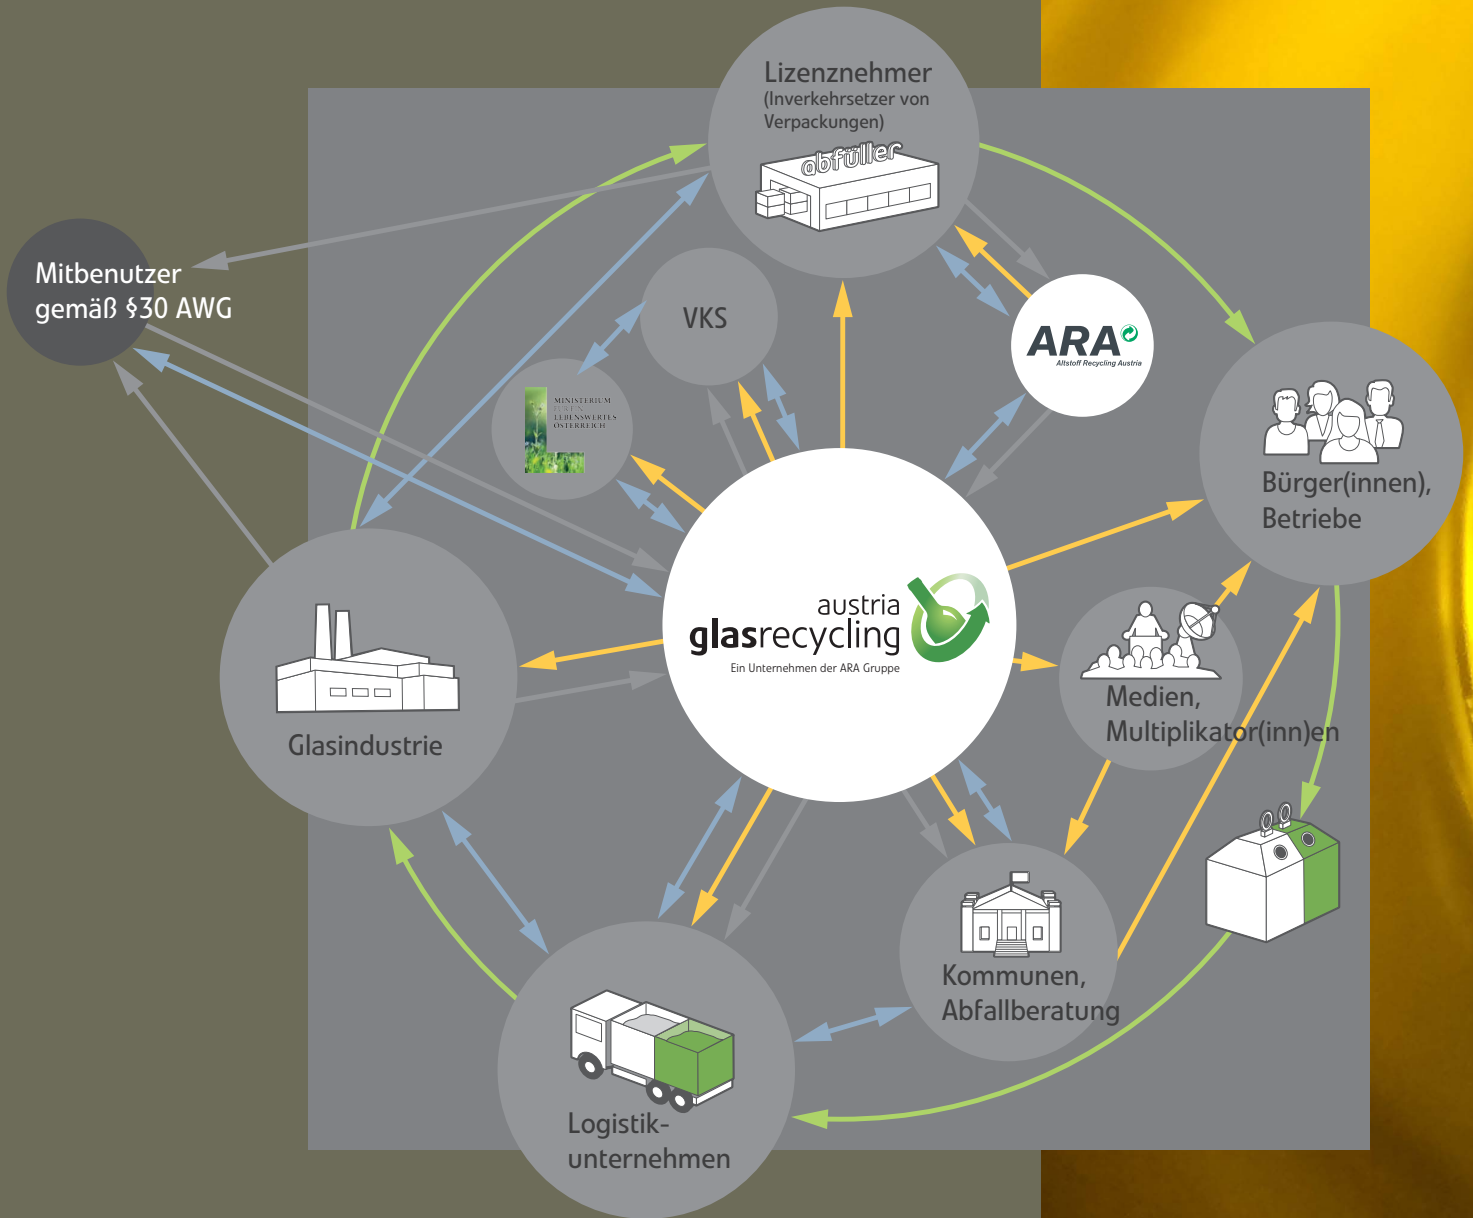 Lizenznehmer
(Inverkehrsetzer von
Verpackungen)
abfüller
Mitbenutzer
gemäß §30 AWG
VKS
ARA
Altstoff Recycling Austria
MINISTERIUM
FÜR EIN
LEBENSWERTES
ÖSTERREICH
Bürger(innen),
Betriebe
austria
glasrecycling
Ein Unternehmen der ARA Gruppe
Medien,
Multiplikator(inn)en
Glasindustrie
Kommunen,
Abfallberatung
Logistik-
unternehmen